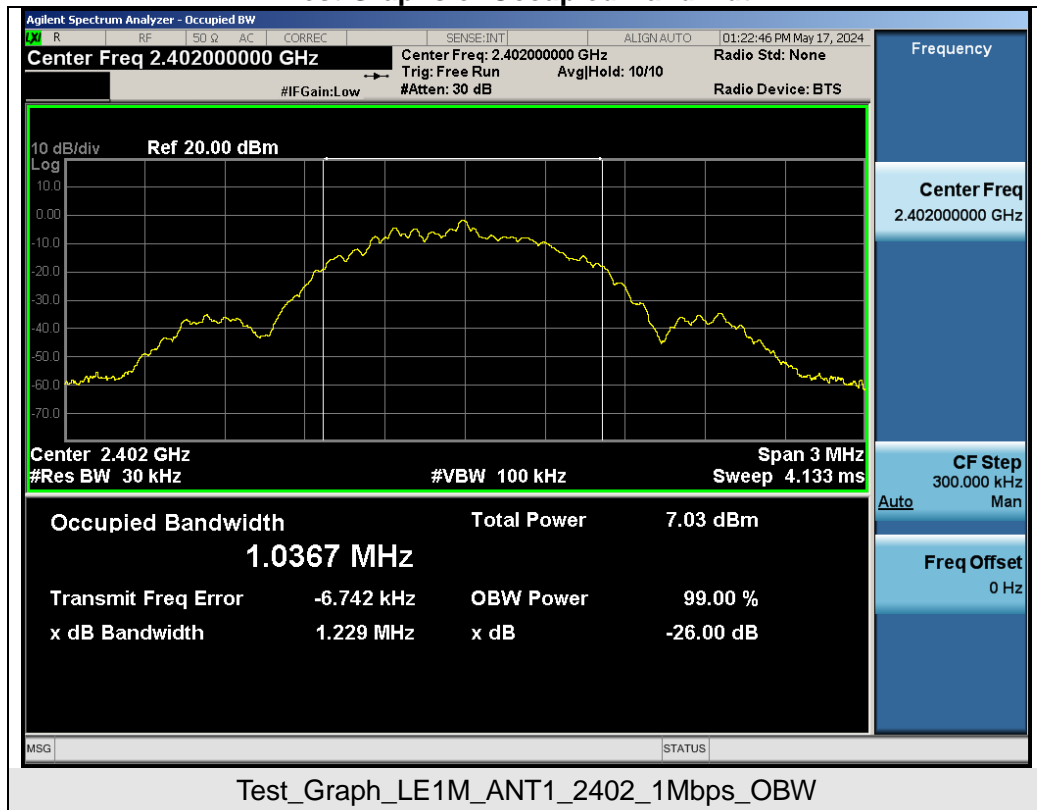 Agilent Spectrum Analyzer - Occupied BW
LXI R RF 50 Ω AC CORREC SENSE:INT ALIGN AUTO 01:22:46 PM May 17, 2024
Center Freq 2.402000000 GHz
Center Freq: 2.402000000 GHz
Radio Std: None
Trig: Free Run Avg|Hold: 10/10
#IFGain:Low
#Atten: 30 dB
Radio Device: BTS
10 dB/div Ref 20.00 dBm
Log
10.0
0.00
-10.0
-20.0
-30.0
-40.0
-50.0
-60.0
-70.0
Center 2.402 GHz Span 3 MHz
#Res BW 30 kHz #VBW 100 kHz Sweep 4.133 ms
Occupied Bandwidth Total Power 7.03 dBm
1.0367 MHz
Transmit Freq Error -6.742 kHz OBW Power 99.00 %
x dB Bandwidth 1.229 MHz x dB -26.00 dB
Frequency
Center Freq
2.402000000 GHz
CF Step
300.000 kHz
Auto Man
Freq Offset
0 Hz
MSG STATUS
Test_Graph_LE1M_ANT1_2402_1Mbps_OBW